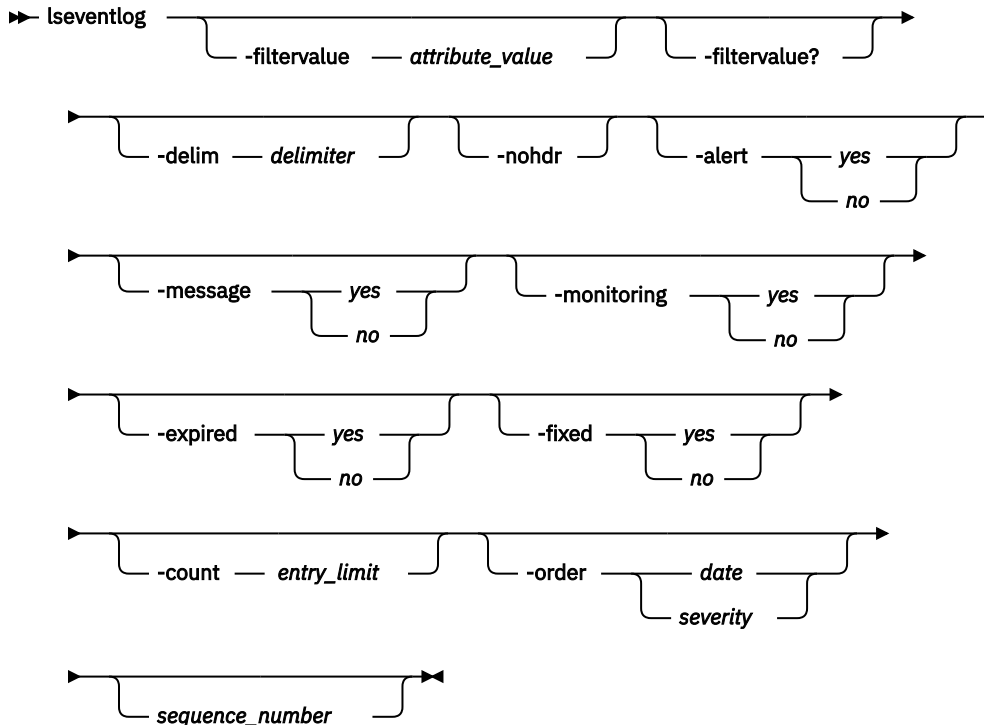 lseventlog
-filtervalue attribute_value -filtervalue?
-delim delimiter -nohdr -alert yes
no
-message yes -monitoring yes
no no
-expired yes -fixed yes
no no
-count entry_limit -order date
severity
sequence_number